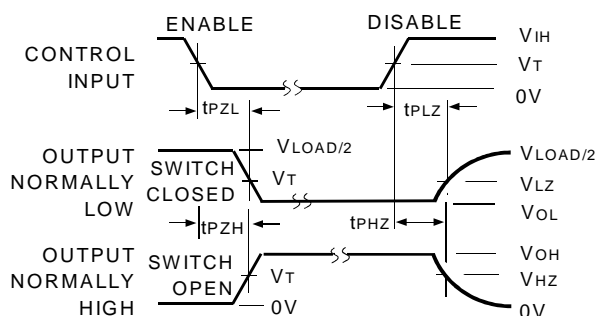 ENABLE
DISABLE
CONTROL
INPUT
VIH
VT
0V
tPZL
tPLZ
OUTPUT
NORMALLY
LOW
SWITCH
CLOSED
VLOAD/2
VT
VLOAD/2
VLZ
VOL
tPZH
tPHZ
OUTPUT
NORMALLY
HIGH
SWITCH
OPEN
VT
0V
VOH
VHZ
0V